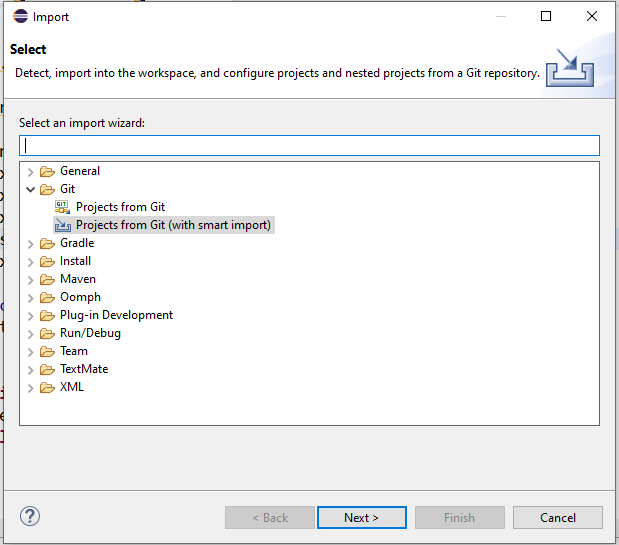 Import
Select
Detect, import into the workspace, and configure projects and nested projects from a Git repository.
Select an import wizard:
General
Git
GIT
Projects from Git
Projects from Git (with smart import)
Gradle
Install
Maven
Oomph
Plug-in Development
Run/Debug
Team
TextMate
XML
?
< Back
Next >
Finish
Cancel